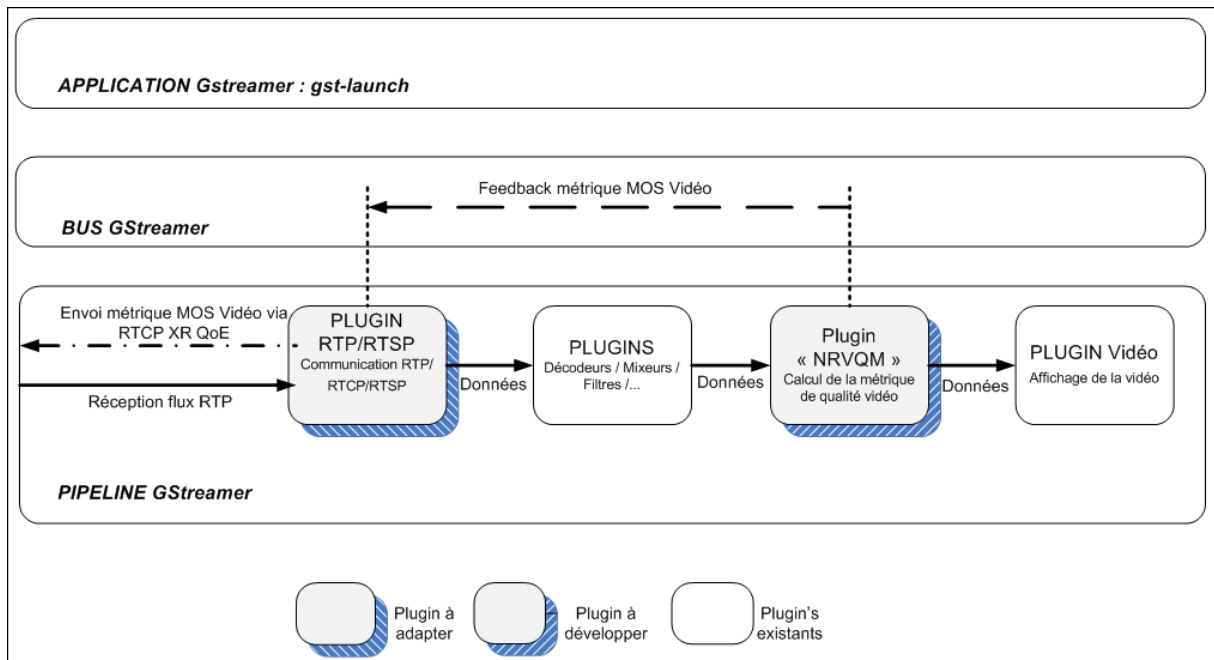 APPLICATION Gstreamer : gst-launch
Feedback métrique MOS Vidéo
BUS GStreamer
Envoi métrique MOS Vidéo via
RTCP XR QoE
Réception flux RTP
PLUGIN
RTP/RTSP
Communication RTP/
RTCP/RTSP
Données
PLUGINS
Décodeurs / Mixeurs /
Filtres /...
Données
Plugin
« NRVQM »
Calcul de la métrique
de qualité vidéo
Données
PLUGIN Vidéo
Affichage de la vidéo
PIPELINE GStreamer
Plugin à
adapter
Plugin à
développer
Plugin's
existants